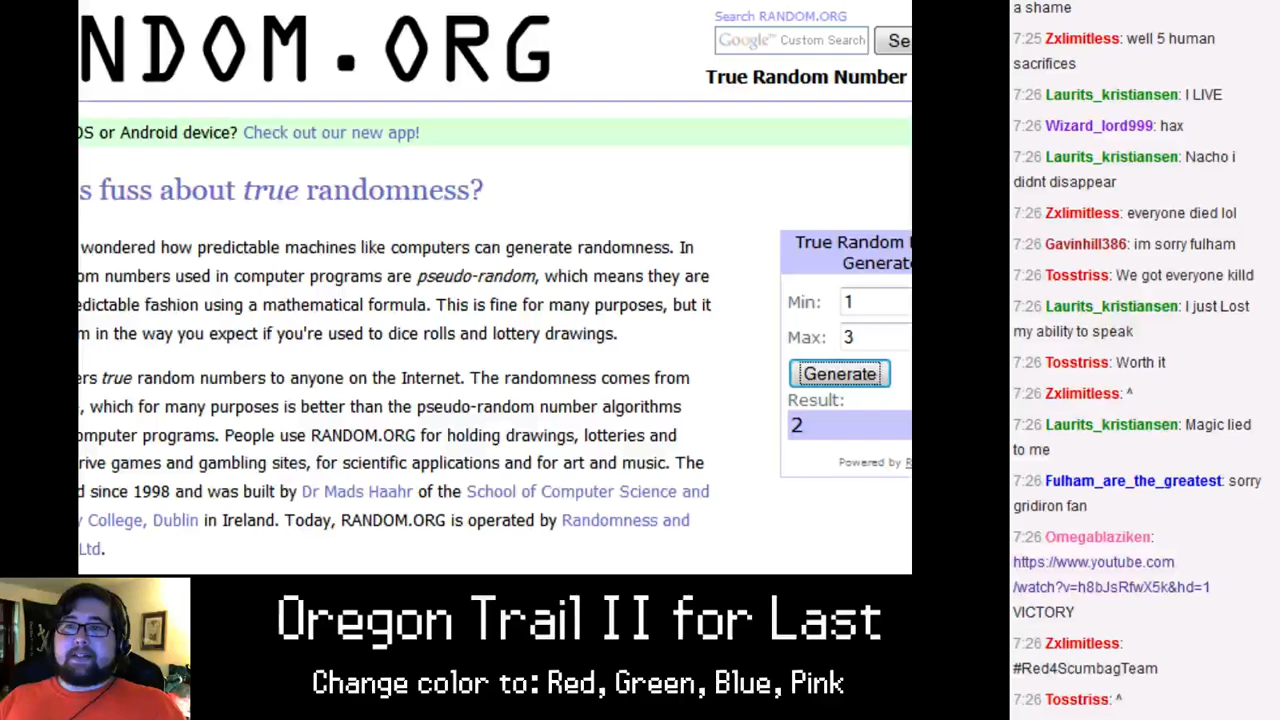 NDOM.ORG
Search RANDOM.ORG
Google™ Custom Search
Se
True Random Number
OS or Android device? Check out our new app!
s fuss about true randomness?
wondered how predictable machines like computers can generate randomness. In
om numbers used in computer programs are pseudo-random, which means they are
edictable fashion using a mathematical formula. This is fine for many purposes, but it
m in the way you expect if you're used to dice rolls and lottery drawings.
ers true random numbers to anyone on the Internet. The randomness comes from
, which for many purposes is better than the pseudo-random number algorithms
omputer programs. People use RANDOM.ORG for holding drawings, lotteries and
rive games and gambling sites, for scientific applications and for art and music. The
d since 1998 and was built by Dr Mads Haahr of the School of Computer Science and
y College, Dublin in Ireland. Today, RANDOM.ORG is operated by Randomness and
Ltd.
True Random
Generato
Min: 1
Max: 3
Generate
Result:
2
Powered by R
Oregon Trail II for Last
Change color to: Red, Green, Blue, Pink
a shame
7:25 Zxlimitless: well 5 human
sacrifices
7:26 Laurits_kristiansen: I LIVE
7:26 Wizard_lord999: hax
7:26 Laurits_kristiansen: Nacho i
didnt disappear
7:26 Zxlimitless: everyone died lol
7:26 Gavinhill386: im sorry fulham
7:26 Tosstriss: We got everyone killd
7:26 Laurits_kristiansen: I just Lost
my ability to speak
7:26 Tosstriss: Worth it
7:26 Zxlimitless: ^
7:26 Laurits_kristiansen: Magic lied
to me
7:26 Fulham_are_the_greatest: sorry
gridiron fan
7:26 Omegablaziken:
https://www.youtube.com
/watch?v=h8bJsRfwX5k&hd=1
VICTORY
7:26 Zxlimitless:
#Red4ScumbagTeam
7:26 Tosstriss: ^